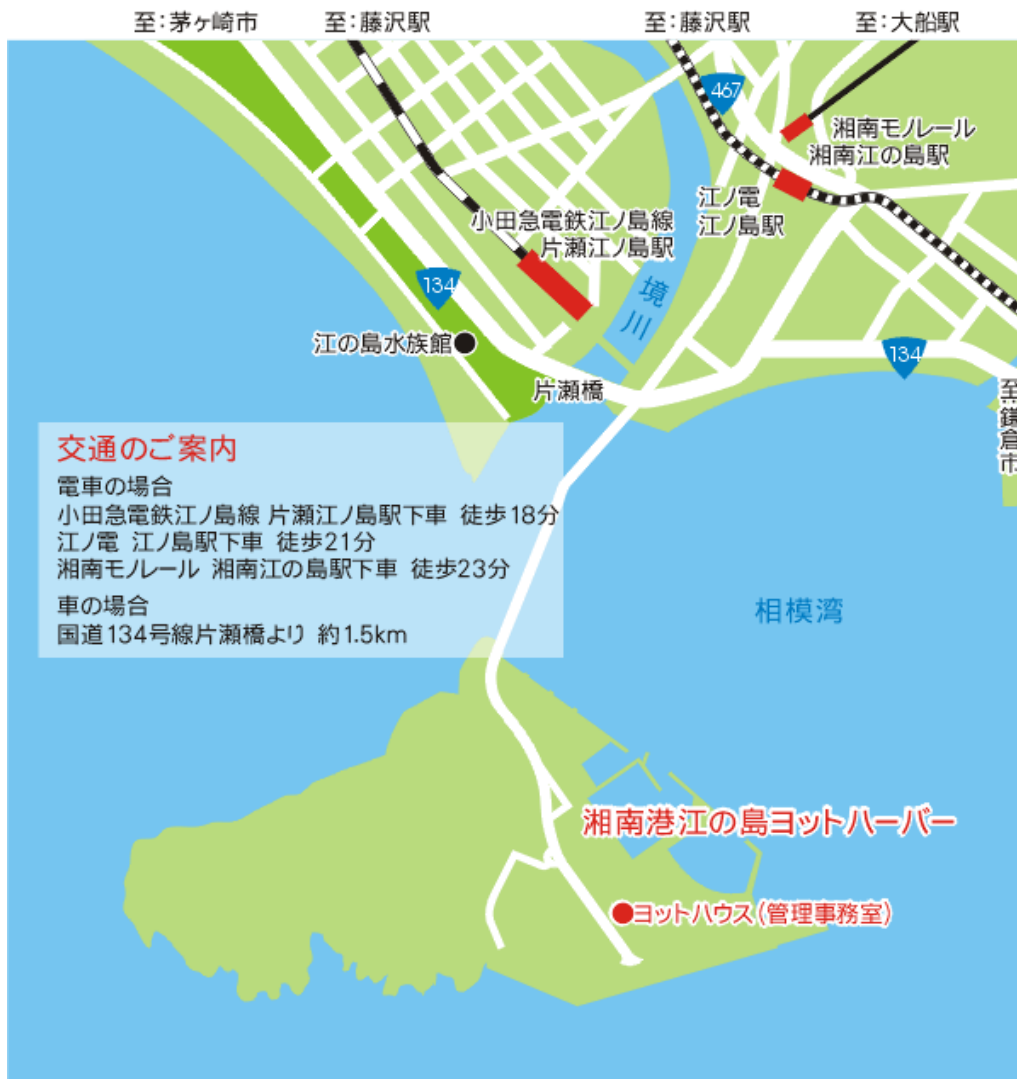 至：茅ヶ崎市
至：藤沢駅
至：藤沢駅
至：大船駅
467
湘南モノレール
湘南江の島駅
江ノ電
江ノ島駅
小田急電鉄江ノ島線
片瀬江ノ島駅
境川
134
江の島水族館
134
片瀬橋
至：鎌倉市
交通のご案内
電車の場合
小田急電鉄江ノ島線 片瀬江ノ島駅下車 徒歩18分
江ノ電 江ノ島駅下車 徒歩21分
湘南モノレール 湘南江の島駅下車 徒歩23分
車の場合
国道134号線片瀬橋より 約1.5km
相模湾
湘南港江の島ヨットハーバー
ヨットハウス(管理事務室)